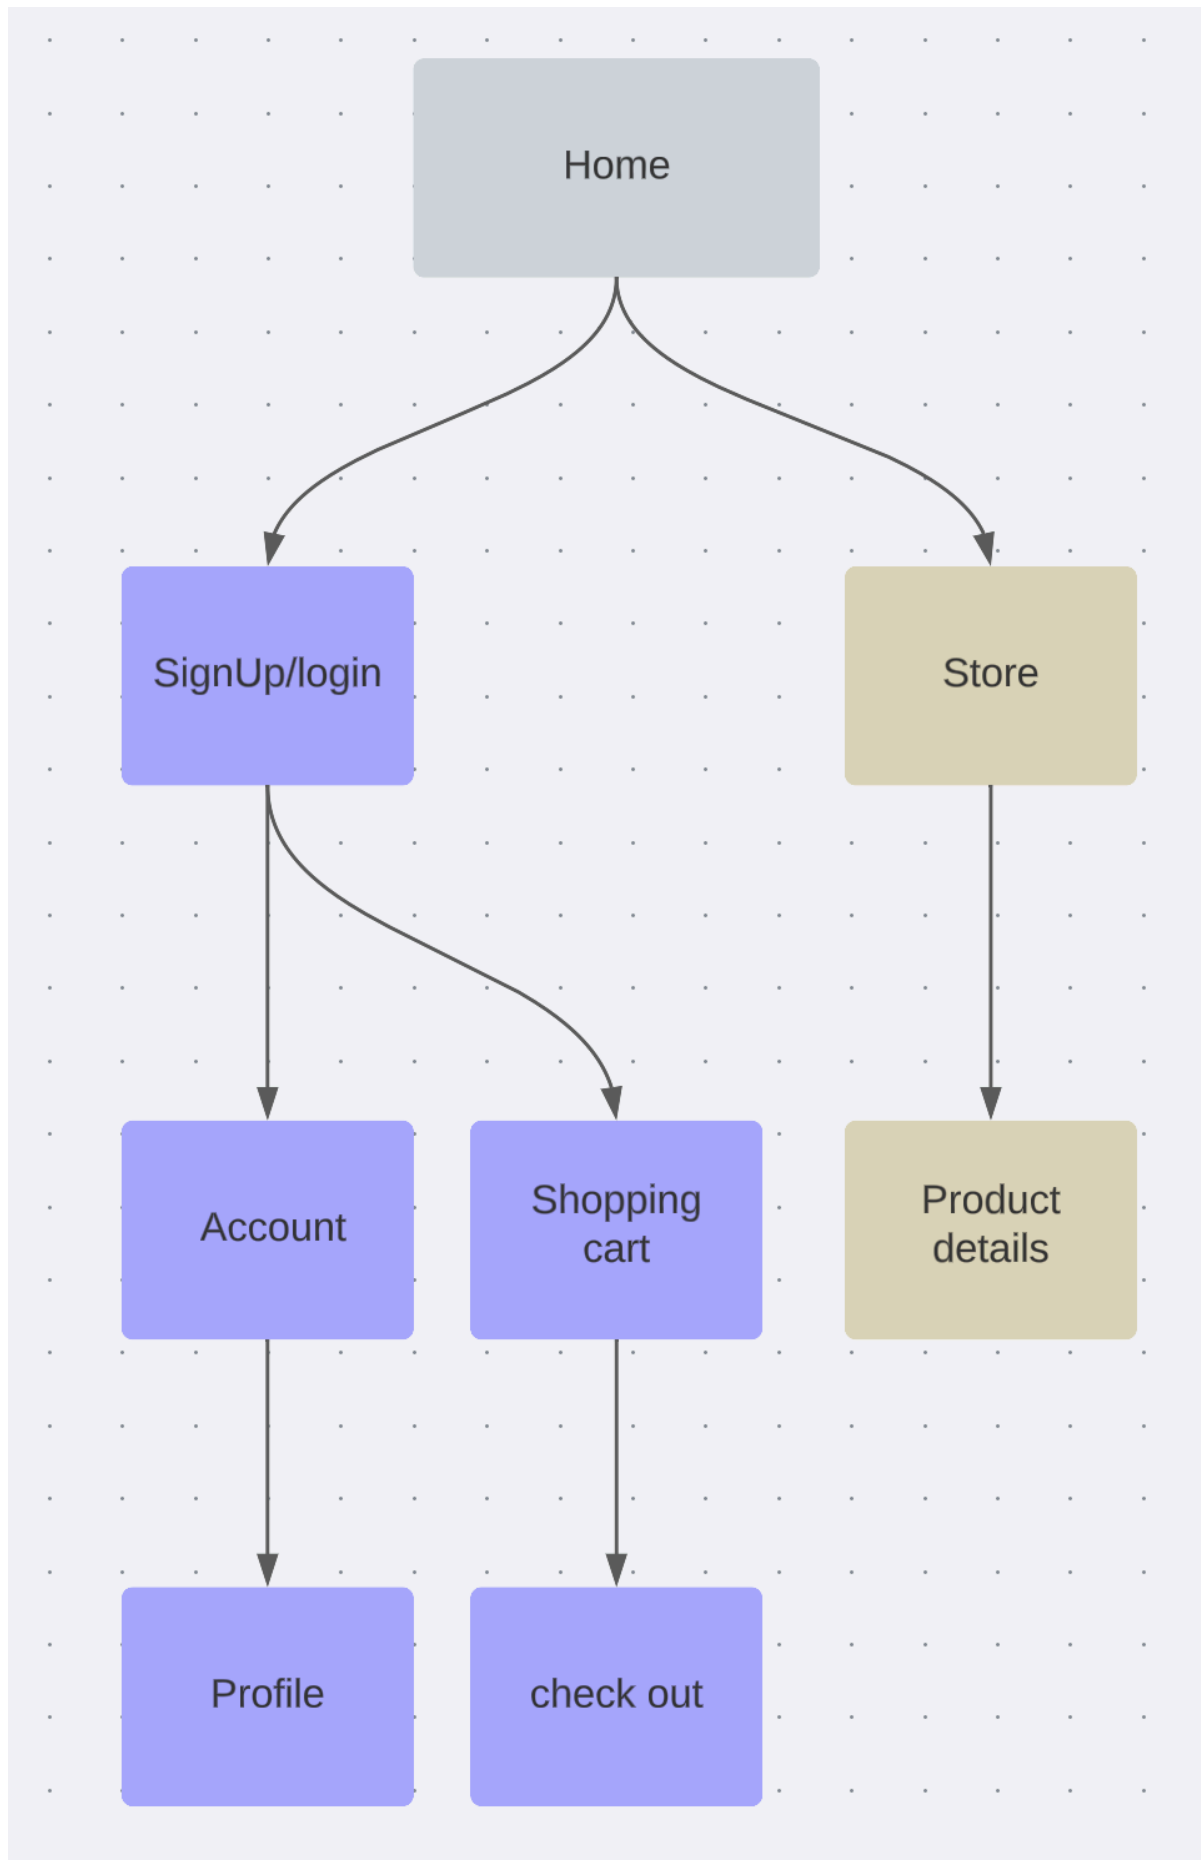 Home
SignUp/login
Store
Account
Shopping
cart
Product
details
Profile
check out